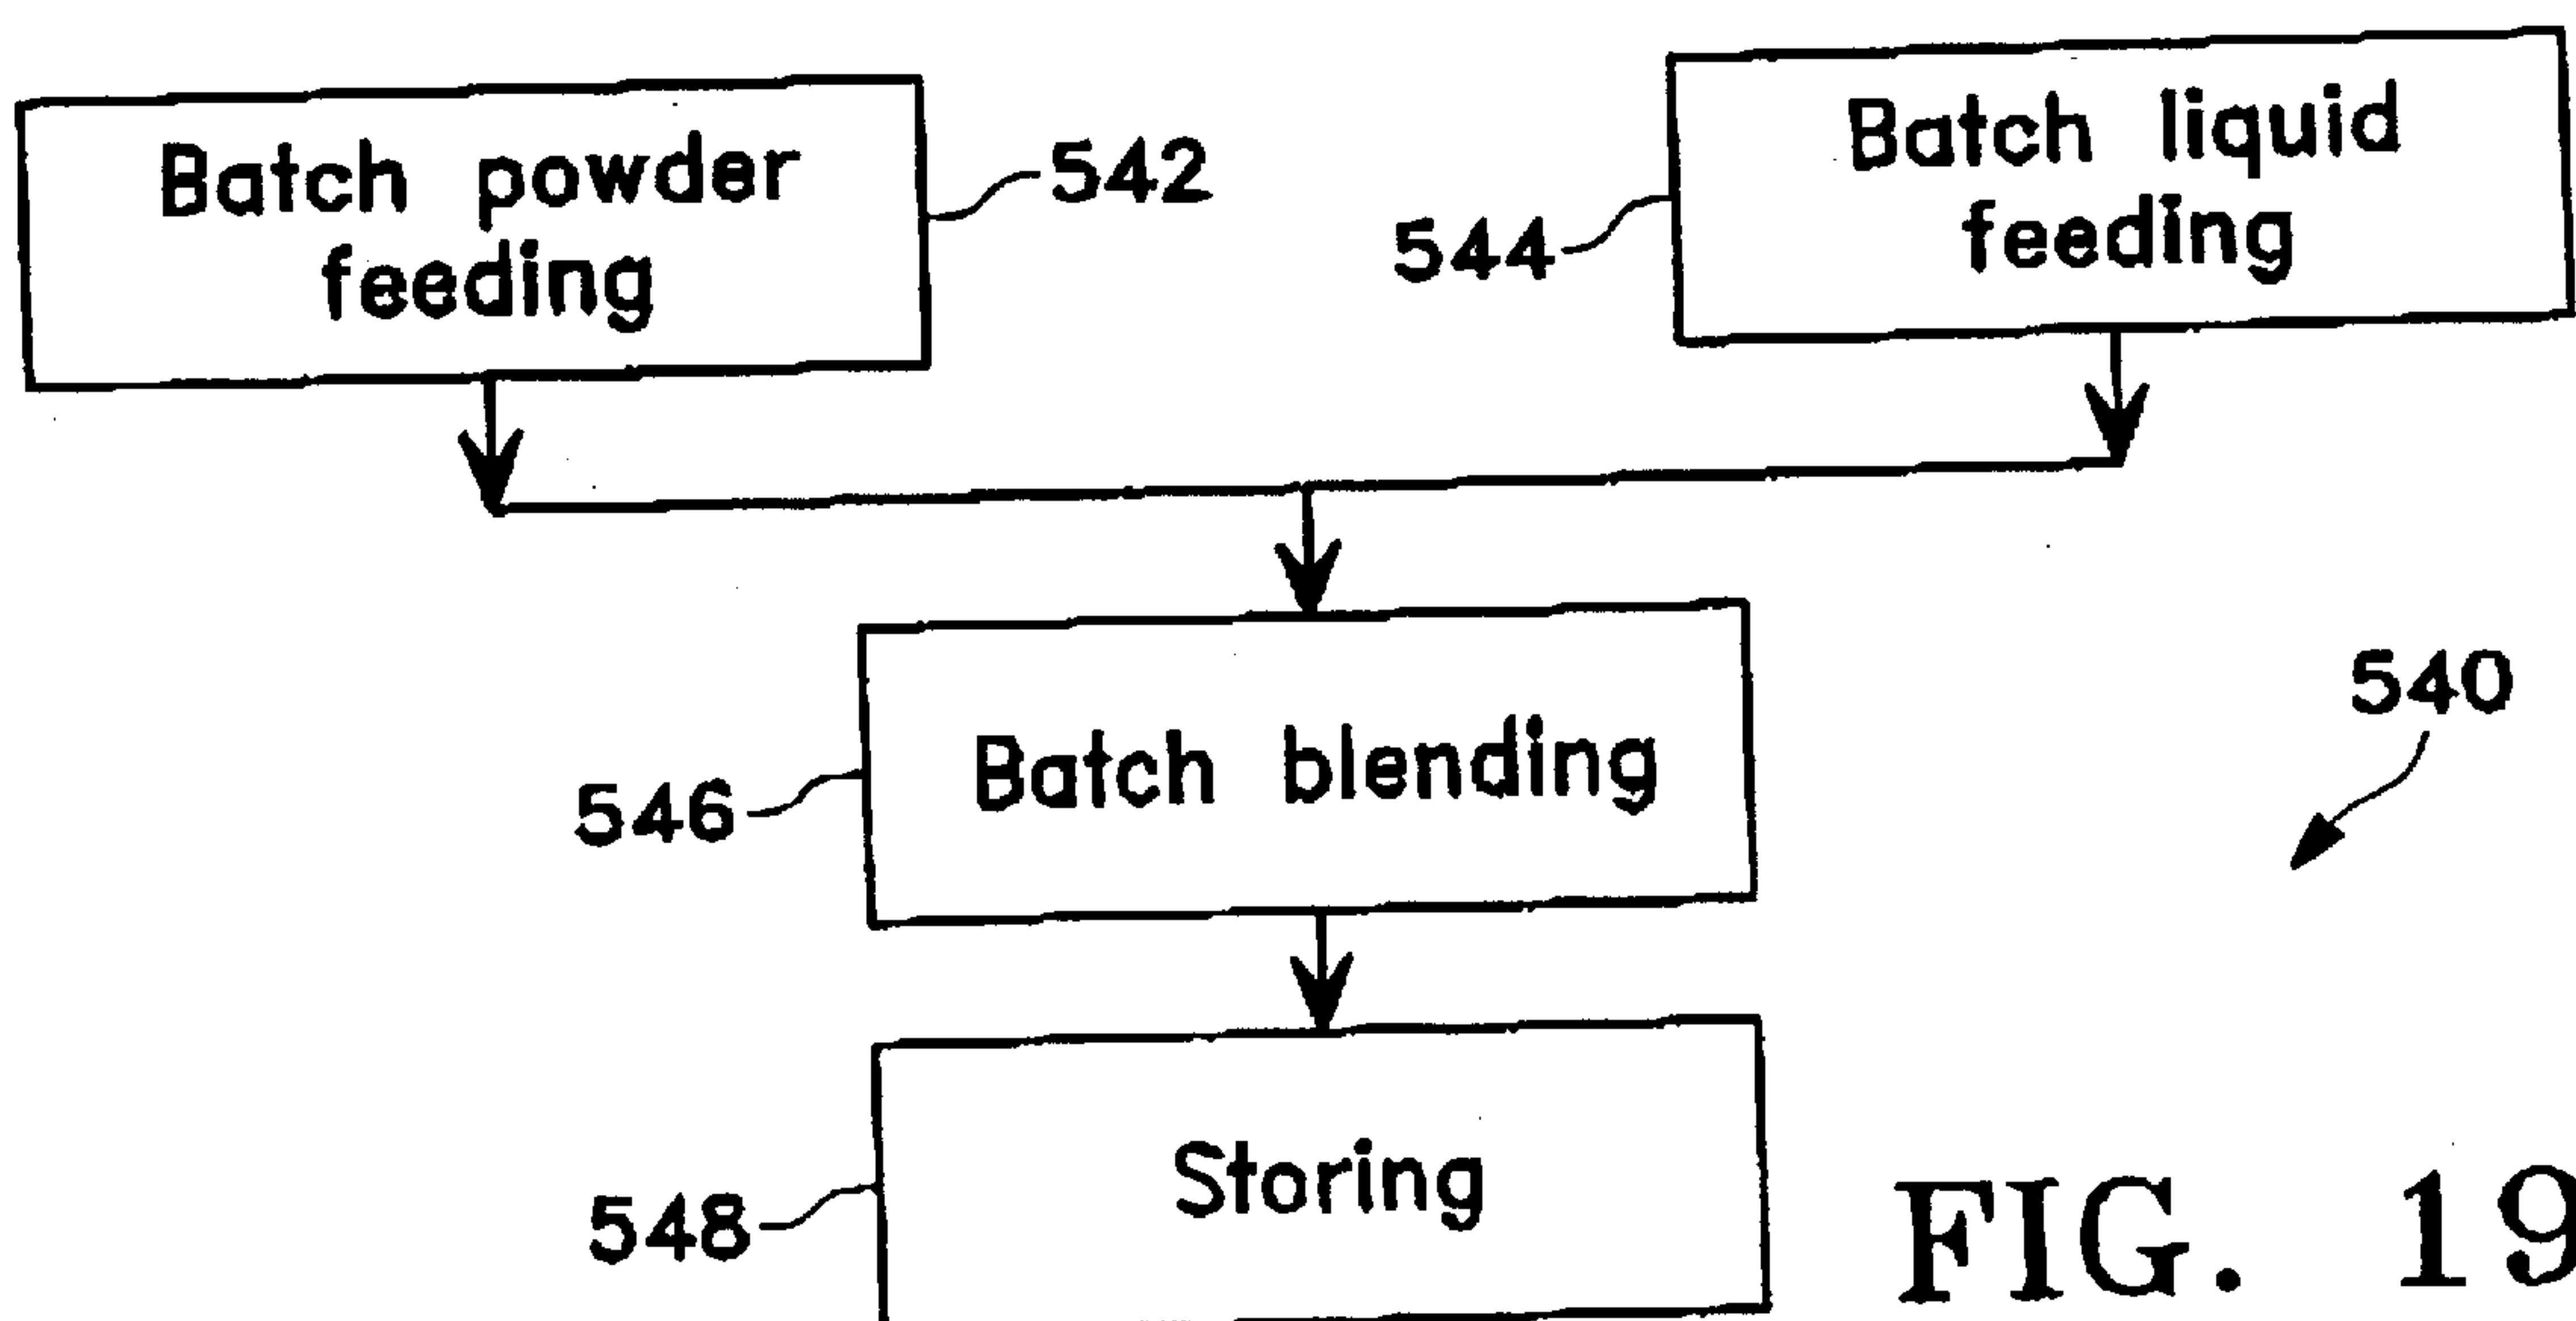 Batch powder
feeding
542
Batch liquid
feeding
544
Batch blending
546
540
Storing
548
FIG. 19